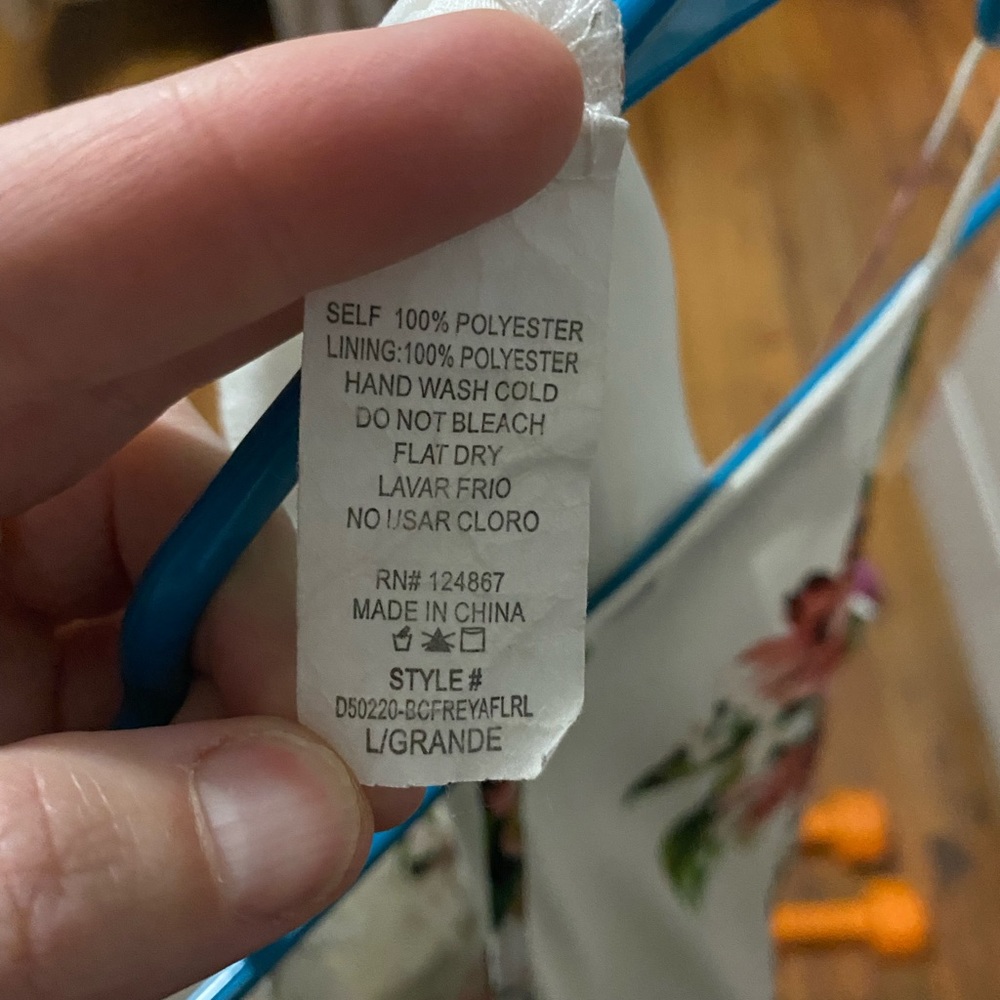 SELF 100% POLYESTER
LINING:100% POLYESTER
HAND WASH COLD
DO NOT BLEACH
FLAT DRY
LAVAR FRIO
NO USAR CLORO
RN# 124867
MADE IN CHINA
STYLE #
D50220-BCFREYAFLRL
L/GRANDE